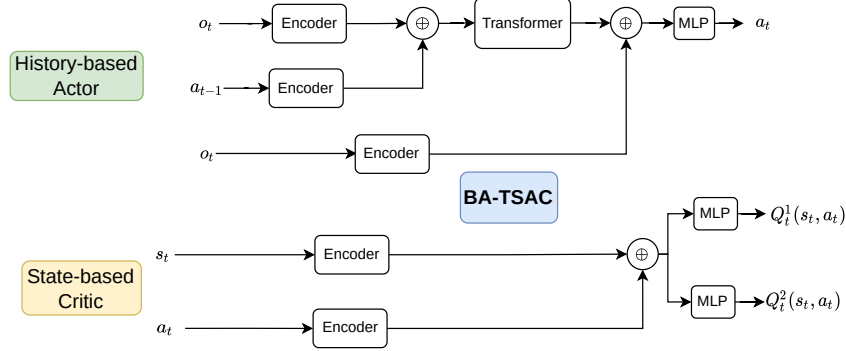 o_t Encoder ⊕ Transformer ⊕ MLP a_t
History-based
Actor
a_{t−1} Encoder
o_t Encoder
BA-TSAC
MLP Q_t^1(s_t, a_t)
s_t Encoder ⊕
State-based
Critic
MLP Q_t^2(s_t, a_t)
a_t Encoder